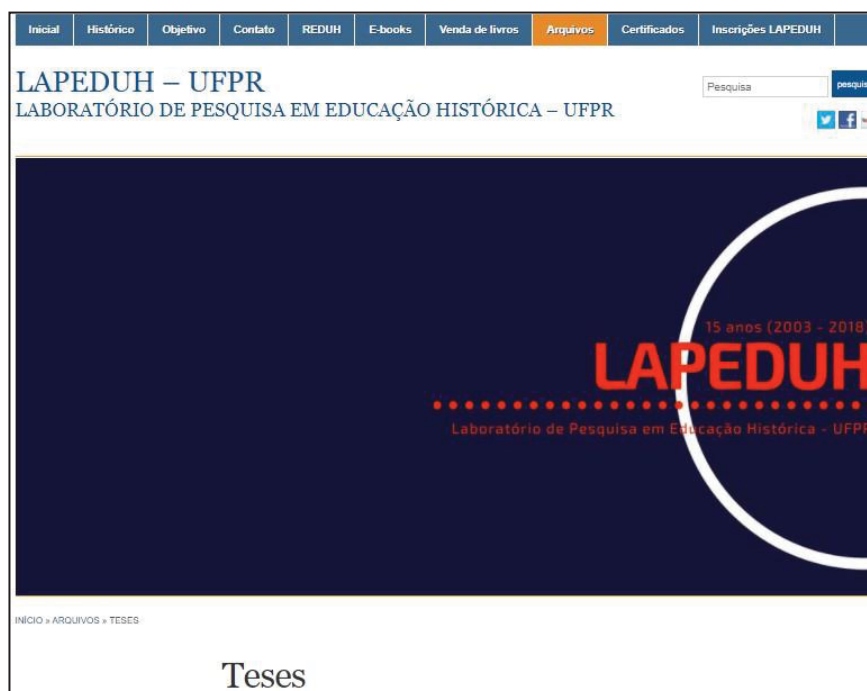 Inicial Histórico Objetivo Contato REDUH E-books Venda de livros Arquivos Certificados Inscrições LAPEDUH
LAPEDUH – UFPR
LABORATÓRIO DE PESQUISA EM EDUCAÇÃO HISTÓRICA – UFPR
Pesquisa pesquis
15 anos (2003 - 2018)
LAPEDUH
Laboratório de Pesquisa em Educação Histórica - UFPR
INÍCIO » ARQUIVOS » TESES
Teses